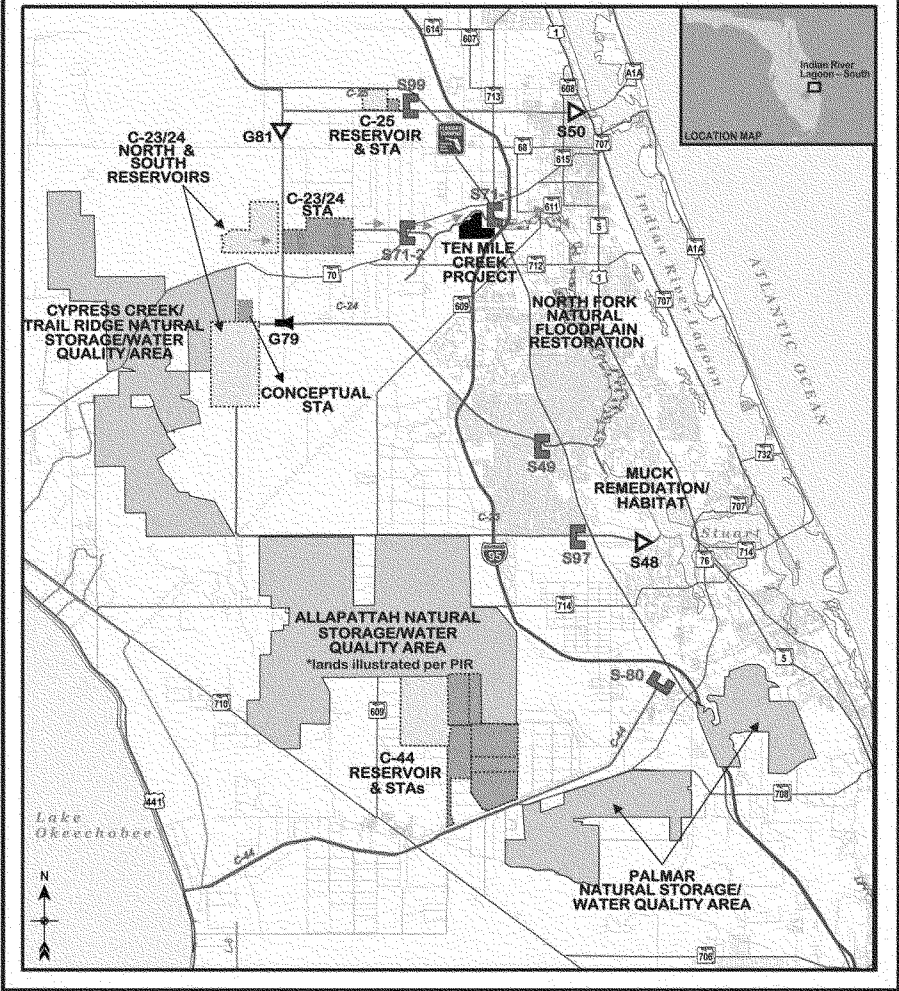 614
607
1
A1A
Indian River
Lagoon – South
LOCATION MAP
S99
C-25
713
608
G81
C-25
RESERVOIR
& STA
S50
C-23/24
NORTH &
SOUTH
RESERVOIRS
68
707
615
C-23/24
STA
S71-1
611
S71-2
TEN MILE
CREEK
PROJECT
5
A1A
70
712
1
Indian River Lagoon
ATLANTIC OCEAN
CYPRESS CREEK/
TRAIL RIDGE NATURAL
STORAGE/WATER
QUALITY AREA
C-24
609
707
NORTH FORK
NATURAL
FLOODPLAIN
RESTORATION
G79
CONCEPTUAL
STA
S49
732
MUCK
REMEDIATION/
HABITAT
707
C-23
S97
S48
Stuart
714
76
95
714
ALLAPATTAH NATURAL
STORAGE/WATER
QUALITY AREA
*lands illustrated per PIR
5
S-80
710
609
C-44
C-44
RESERVOIR
& STAs
441
708
Lake
Okeechobee
C-44
PALMAR
NATURAL STORAGE/
WATER QUALITY AREA
N
L-8
706